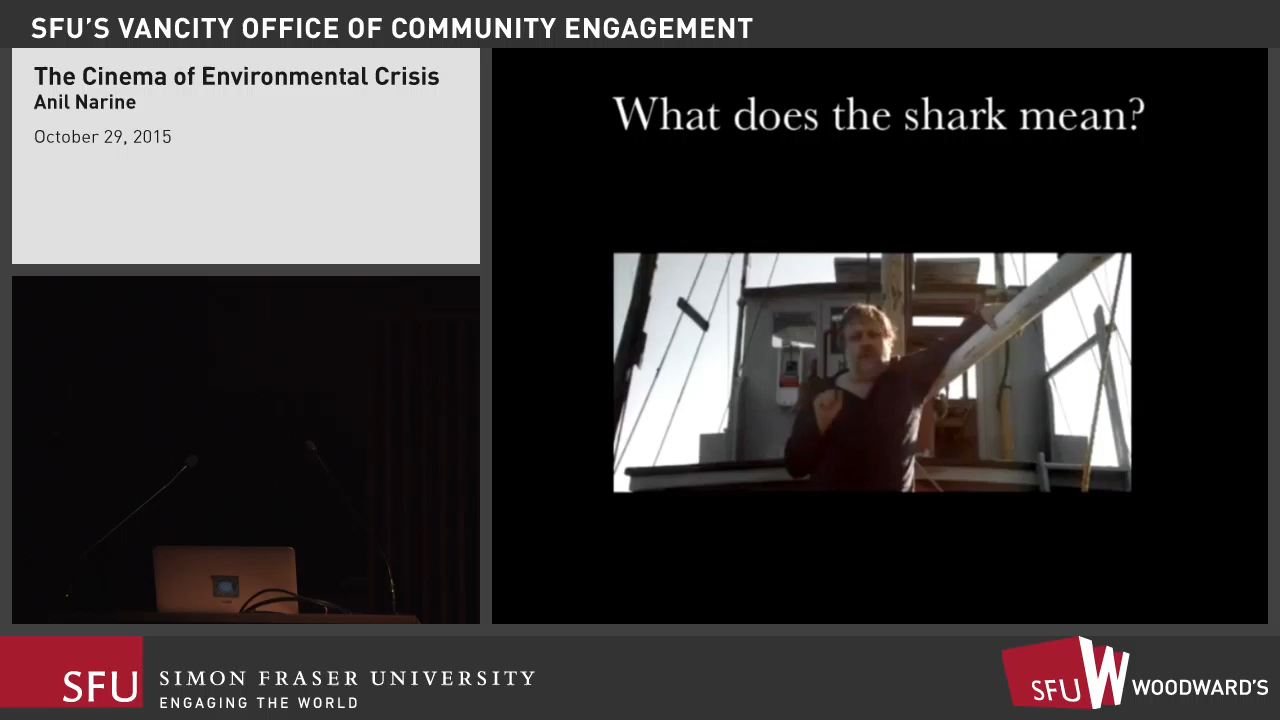 SFU'S VANCITY OFFICE OF COMMUNITY ENGAGEMENT
The Cinema of Environmental Crisis
Anil Narine
October 29, 2015
What does the shark mean?
SFU
SIMON FRASER UNIVERSITY
ENGAGING THE WORLD
SFU W WOODWARD'S